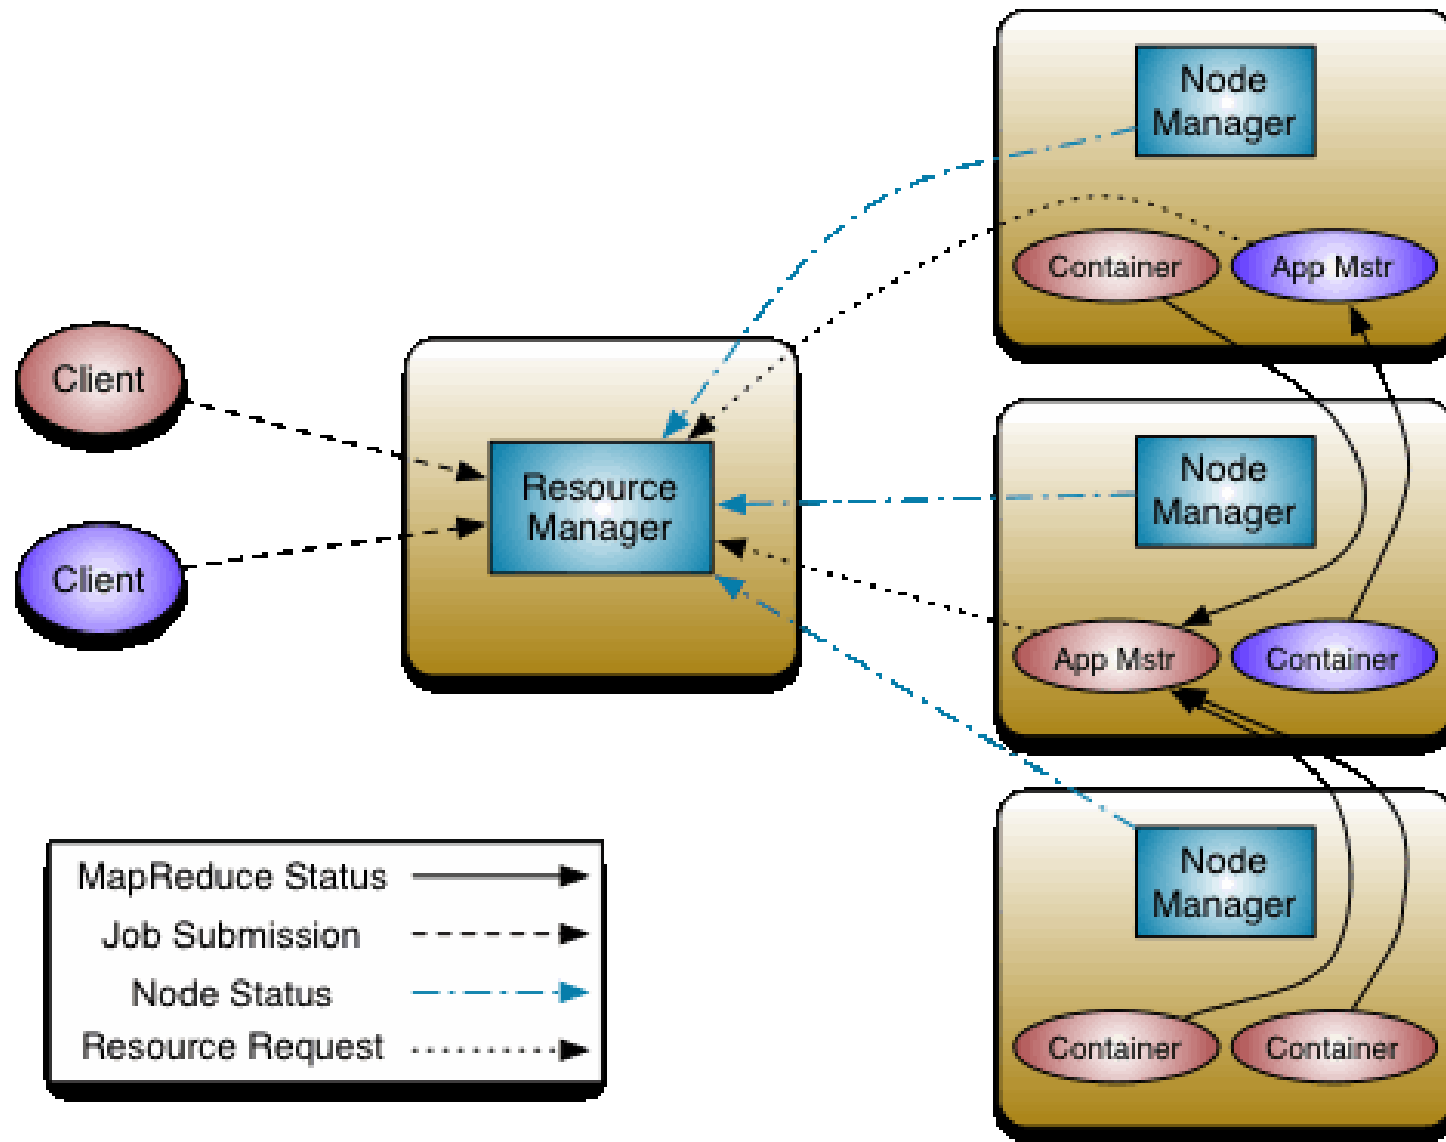 Node
Manager
Container
App Mstr
Client
Client
Resource
Manager
Node
Manager
App Mstr
Container
Node
Manager
Container
Container
MapReduce Status
Job Submission
Node Status
Resource Request